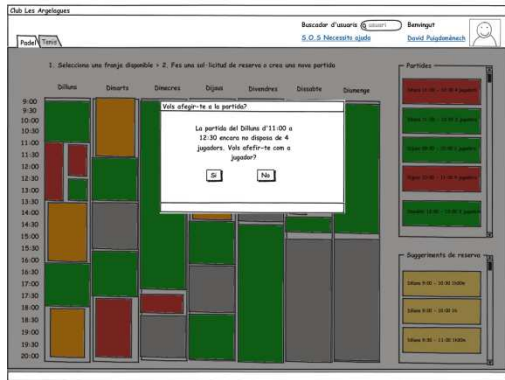 Club Les Argelagues
Buscador d'usuaris usuari
Benvingut
S.O.S Necessito ajuda
David Puigdomènech
Padel Tenis
1. Selecciona una franja disponible > 2. Fes una sol·licitud de reserva o crea una nova partida
Partides
Dilluns Dimarts Dimecres Dijous Divendres Dissabte Diumenge
9:00
9:30
10:00
10:30
11:00
11:30
12:00
12:30
13:00
13:30
14:00
14:30
15:00
15:30
16:00
16:30
17:00
17:30
18:00
18:30
19:00
19:30
20:00
Vols afegir-te a la partida?
La partida del Dilluns d'11:00 a
12:30 encara no disposa de 4
jugadors. Vols afefir-te com a
jugador?
Si
No
Suggeriments de reserva